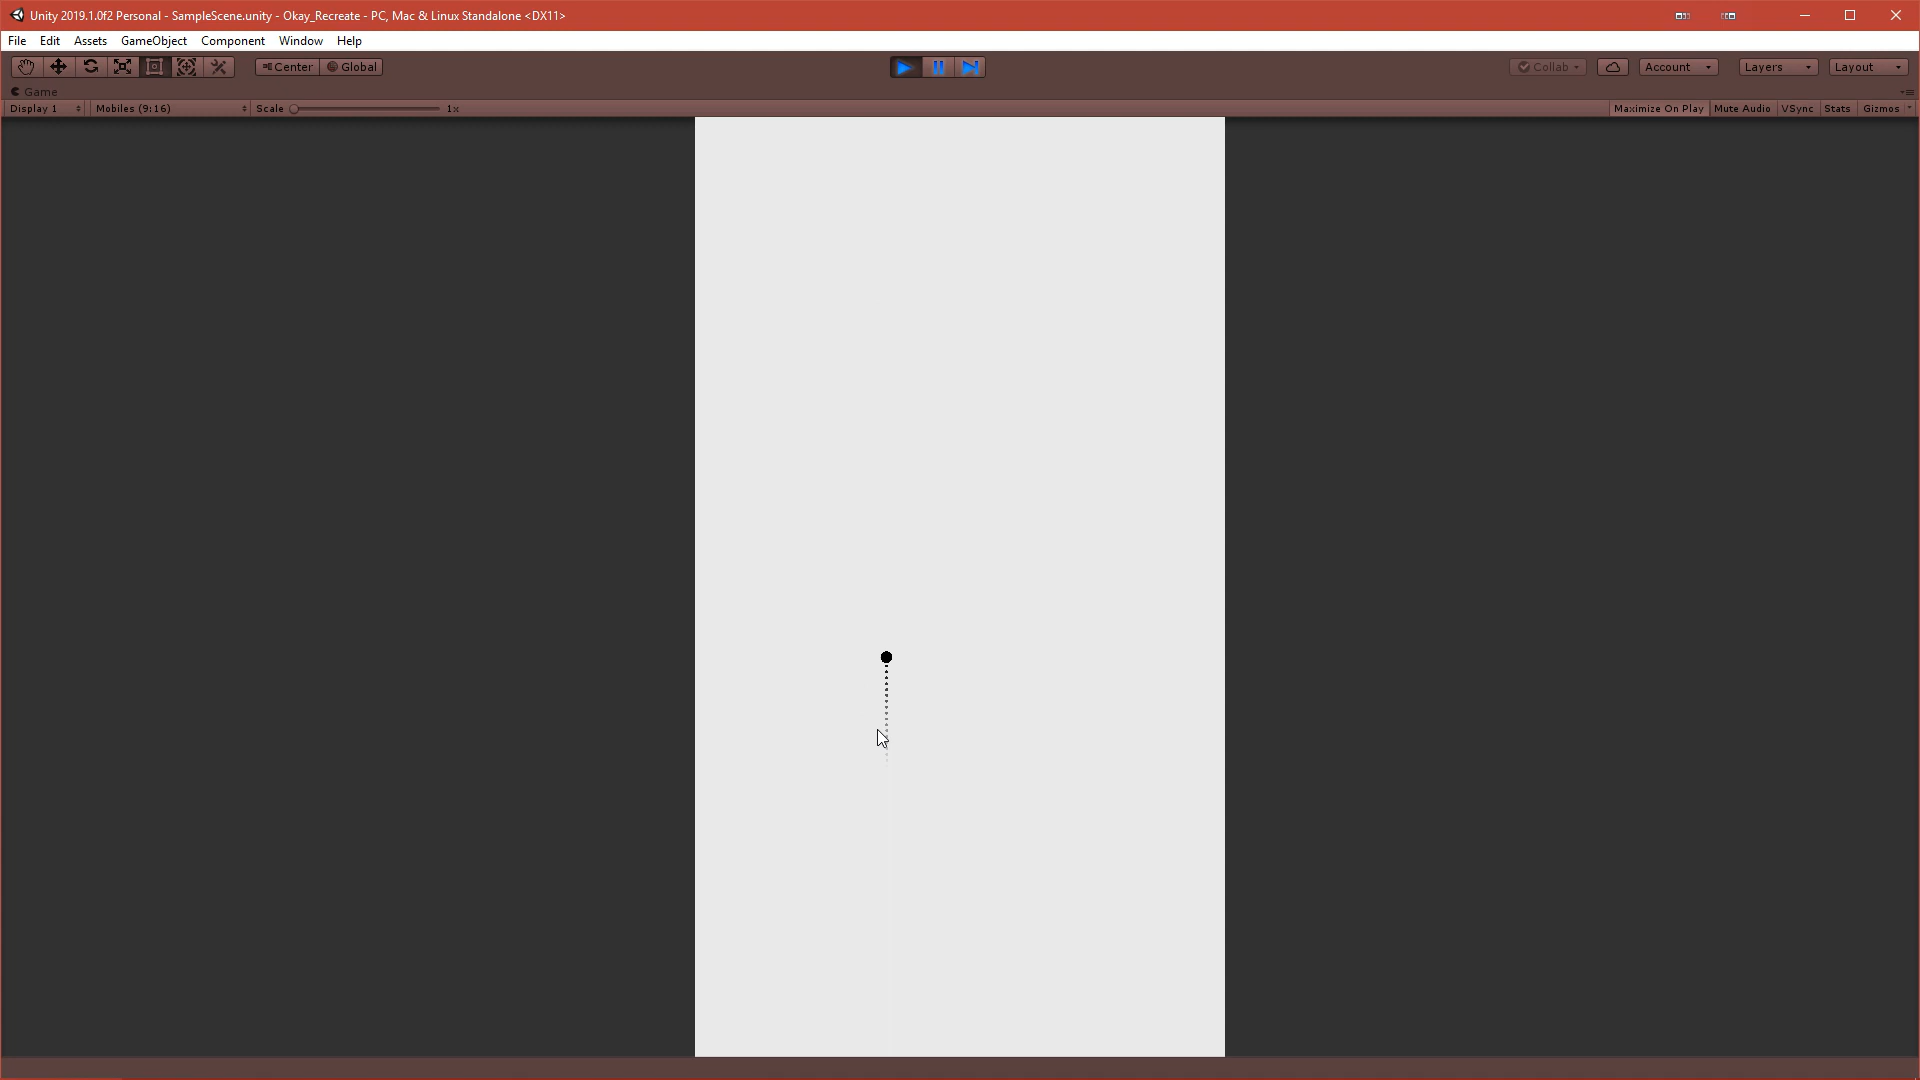 Unity 2019.1.0f2 Personal - SampleScene.unity - Okay_Recreate - PC, Mac & Linux Standalone <DX11>
File Edit Assets GameObject Component Window Help
Center Global Collab Account Layers Layout
Game
Display 1 Mobiles (9:16) Scale 1x Maximize On Play Mute Audio VSync Stats Gizmos